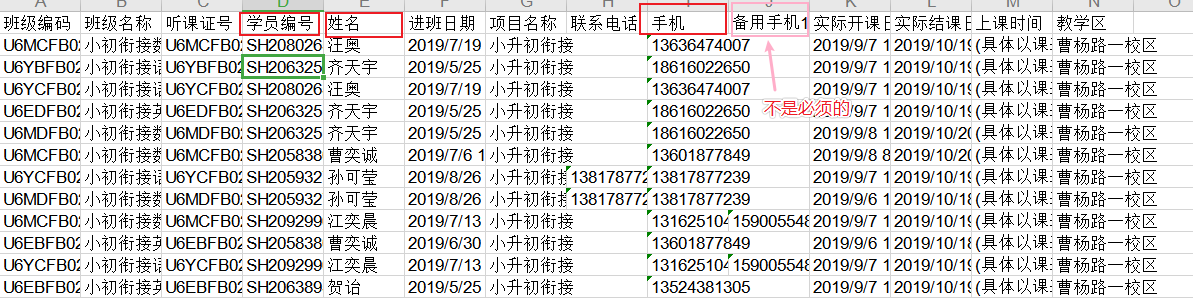 D E G H I J K L M N O
班级编码 班级名称 听课证号 学员编号 姓名 进班日期 项目名称 联系电话 手机 备用手机1 实际开课日 实际结课日 上课时间 教学区
U6MCFB02 小初衔接数 U6MCFB02 SH208026 汪奥 2019/7/19 小升初衔接 13636474007 2019/9/7 1 2019/10/19 (具体以课 曹杨路一校区
U6YBFB02 小初衔接语 U6YBFB02 SH206325 齐天宇 2019/5/25 小升初衔接 18616022650 2019/9/7 1 2019/10/19 (具体以课 曹杨路一校区
U6YCFB02 小初衔接语 U6YCFB02 SH208026 汪奥 2019/7/19 小升初衔接 13636474007 2019/9/7 1 2019/10/19 (具体以课 曹杨路一校区
不是必须的
U6EDFB02 小初衔接英 U6EDFB02 SH206325 齐天宇 2019/5/25 小升初衔接 18616022650 2019/9/7 1 2019/10/19 (具体以课 曹杨路一校区
U6MDFB02 小初衔接数 U6MDFB02 SH206325 齐天宇 2019/5/25 小升初衔接 18616022650 2019/9/8 1 2019/10/20 (具体以课 曹杨路一校区
U6MCFB02 小初衔接数 U6MCFB02 SH205838 曹奕诚 2019/7/6 1 小升初衔接 13601877849 2019/9/8 8 2019/10/20 (具体以课 曹杨路一校区
U6YCFB02 小初衔接语 U6YCFB02 SH205932 孙可莹 2019/8/26 小升初衔接 138178772 13817877239 2019/9/7 1 2019/10/19 (具体以课 曹杨路一校区
U6MDFB02 小初衔接数 U6MDFB02 SH205932 孙可莹 2019/8/26 小升初衔接 138178772 13817877239 2019/9/6 1 2019/10/18 (具体以课 曹杨路一校区
U6MCFB02 小初衔接数 U6MCFB02 SH209299 江奕晨 2019/7/13 小升初衔接 131625104 159005548 2019/9/7 1 2019/10/19 (具体以课 曹杨路一校区
U6EBFB02 小初衔接英 U6EBFB02 SH205838 曹奕诚 2019/6/30 小升初衔接 13601877849 2019/9/6 1 2019/10/18 (具体以课 曹杨路一校区
U6YCFB02 小初衔接语 U6YCFB02 SH209299 江奕晨 2019/7/13 小升初衔接 131625104 159005548 2019/9/7 1 2019/10/19 (具体以课 曹杨路一校区
U6EBFB02 小初衔接英 U6EBFB02 SH206389 贺诒 2019/5/25 小升初衔接 13524381305 2019/9/6 1 2019/10/18 (具体以课 曹杨路一校区